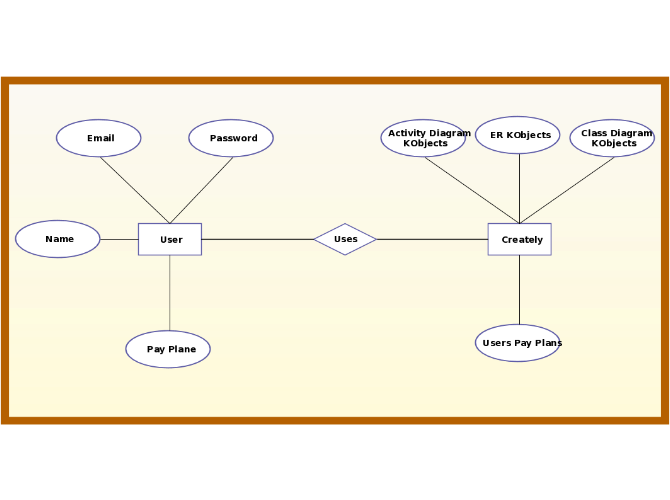 Email
Password
Activity Diagram
KObjects
ER KObjects
Class Diagram
KObjects
Name
User
Uses
Creately
Pay Plane
Users Pay Plans